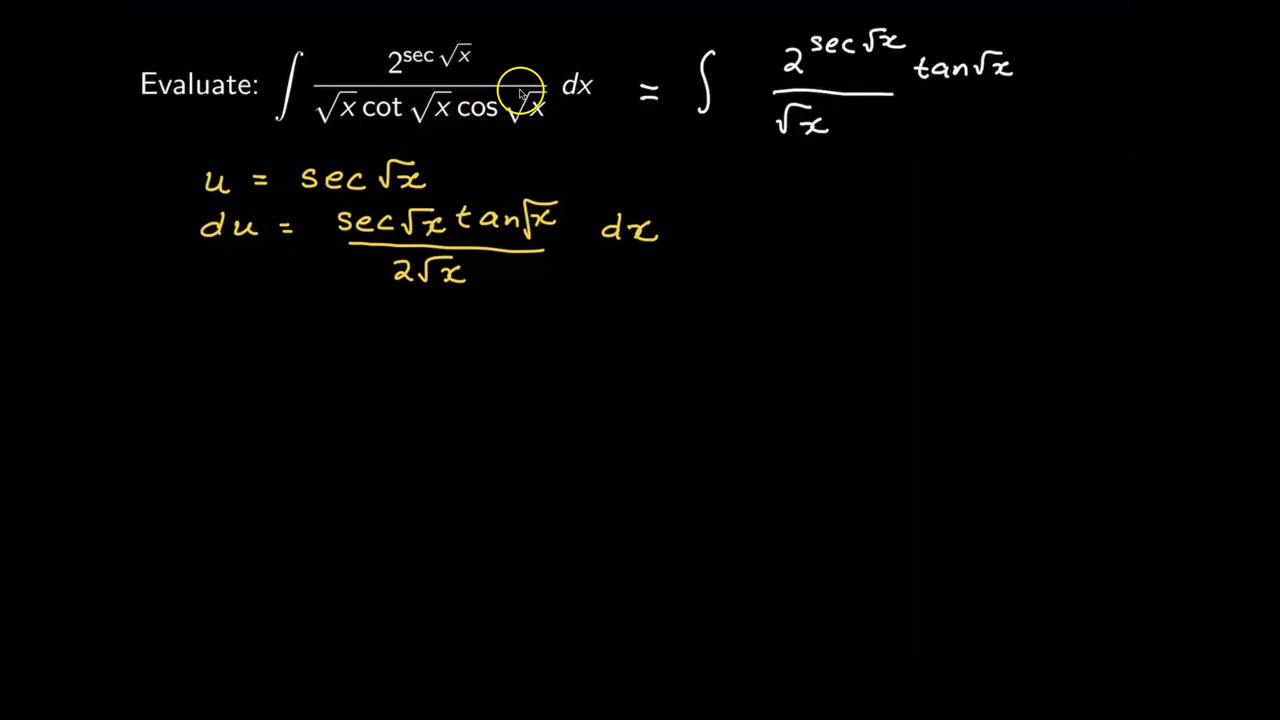 Evaluate: ∫ 2^{sec √x} / (√x cot √x cos √x) dx = ∫ 2^{sec √x} / √x tan √x
u = sec √x
du = sec √x tan √x / 2√x dx